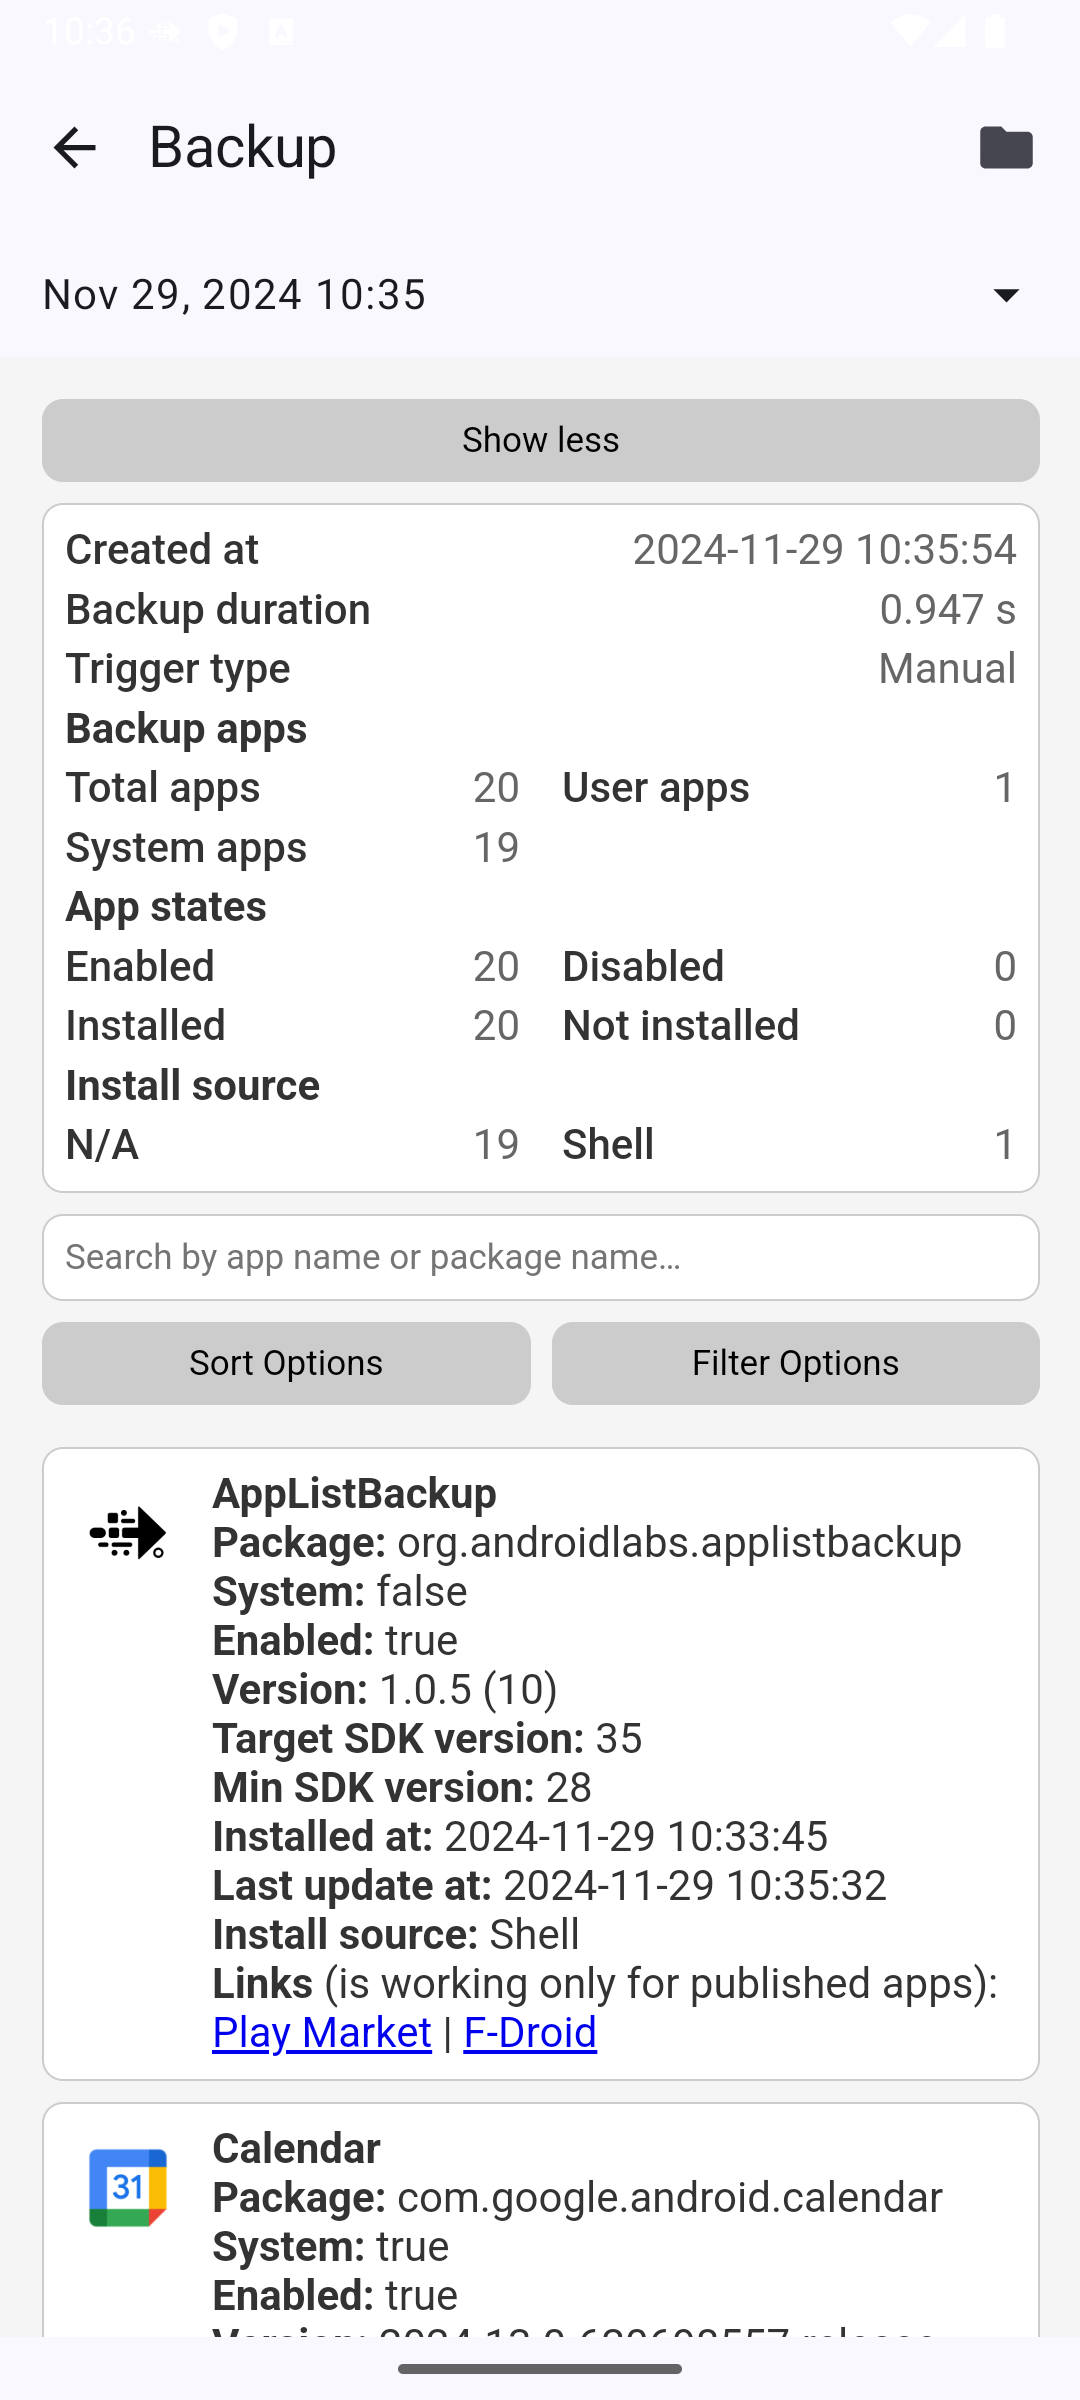 10:36
Backup
Nov 29, 2024 10:35
Show less
Created at 2024-11-29 10:35:54
Backup duration 0.947 s
Trigger type Manual
Backup apps
Total apps 20 User apps 1
System apps 19
App states
Enabled 20 Disabled 0
Installed 20 Not installed 0
Install source
N/A 19 Shell 1
Search by app name or package name…
Sort Options Filter Options
AppListBackup
Package: org.androidlabs.applistbackup
System: false
Enabled: true
Version: 1.0.5 (10)
Target SDK version: 35
Min SDK version: 28
Installed at: 2024-11-29 10:33:45
Last update at: 2024-11-29 10:35:32
Install source: Shell
Links (is working only for published apps):
Play Market | F-Droid
31
Calendar
Package: com.google.android.calendar
System: true
Enabled: true